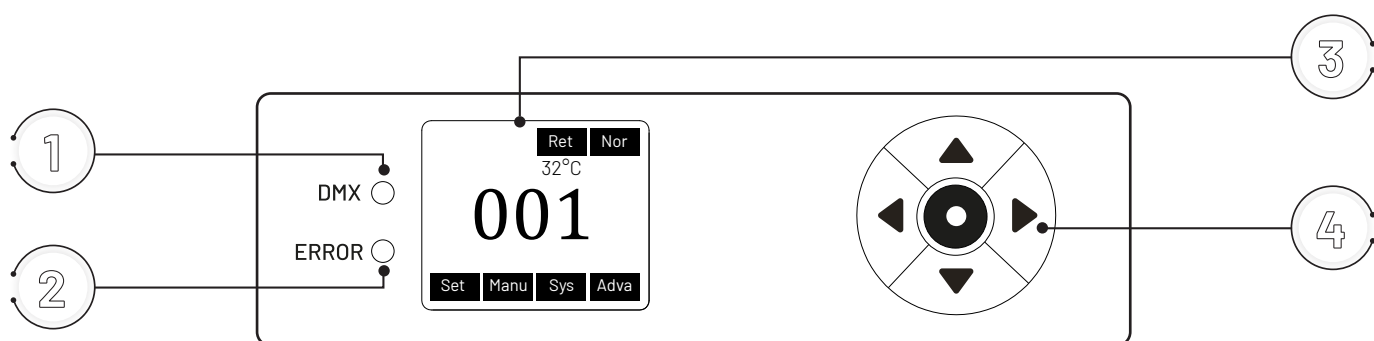 3
Ret Nor
1
32°C
DMX
001
4
ERROR
2
Set Manu Sys Adva